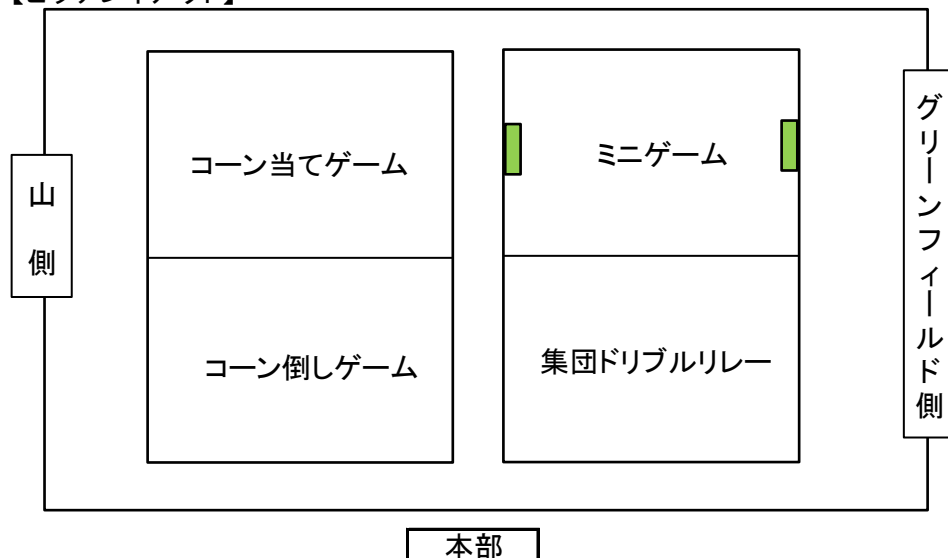 コーン当てゲーム
ミニゲーム
山側
グリーンフィールド側
コーン倒しゲーム
集団ドリブルリレー
本部